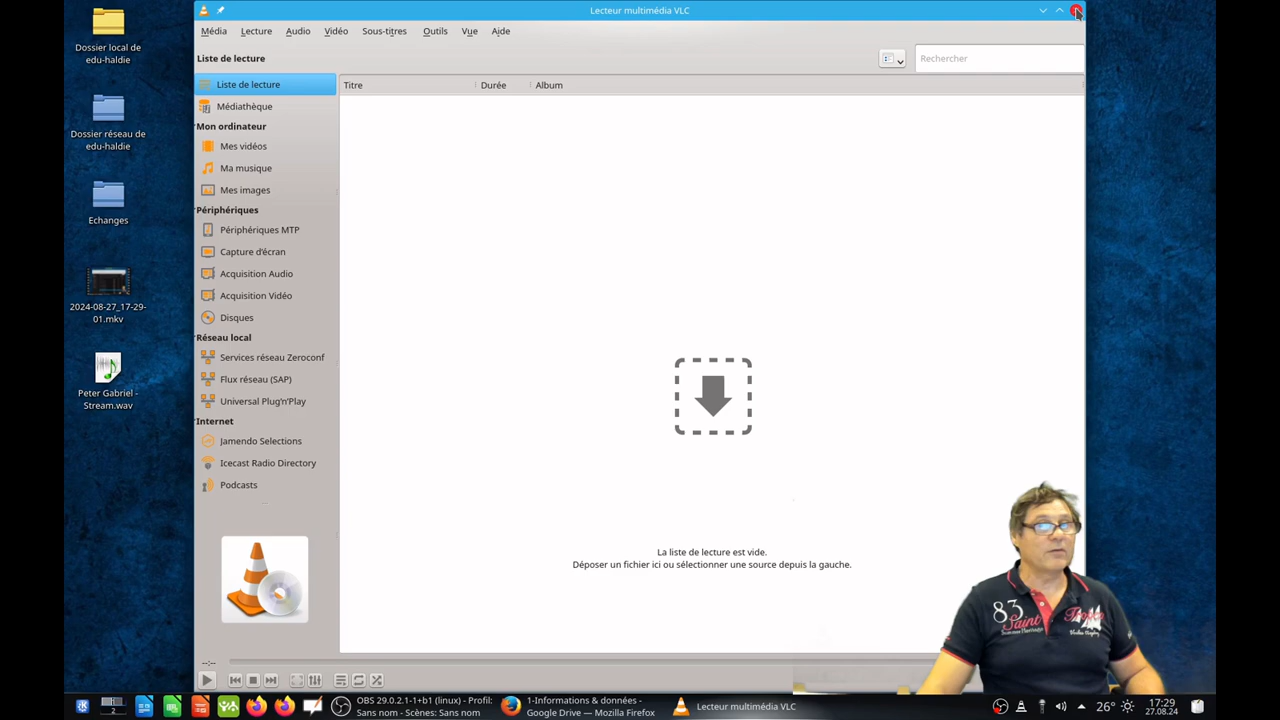 Lecteur multimédia VLC
Média Lecture Audio Vidéo Sous-titres Outils Vue Aide
Liste de lecture
Rechercher
Liste de lecture
Médiathèque
Mon ordinateur
Mes vidéos
Ma musique
Mes images
Périphériques
Périphériques MTP
Capture d'écran
Acquisition Audio
Acquisition Vidéo
Disques
Réseau local
Services réseau Zeroconf
Flux réseau (SAP)
Universal Plug'n'Play
Internet
Jamendo Selections
Icecast Radio Directory
Podcasts
Titre Durée Album
La liste de lecture est vide.
Déposer un fichier ici ou sélectionner une source depuis la gauche.
--:--
Dossier local de
edu-haldie
Dossier réseau de
edu-haldie
Echanges
2024-08-27_17-29-
01.mkv
Peter Gabriel -
Stream.wav
83
Saint
Tropez
2
OBS 29.0.2.1-1+b1 (linux) - Profil:
Sans nom - Scènes: Sans nom
1-Informations & données -
Google Drive — Mozilla Firefox
Lecteur multimédia VLC
26°
17:29
27.08.24